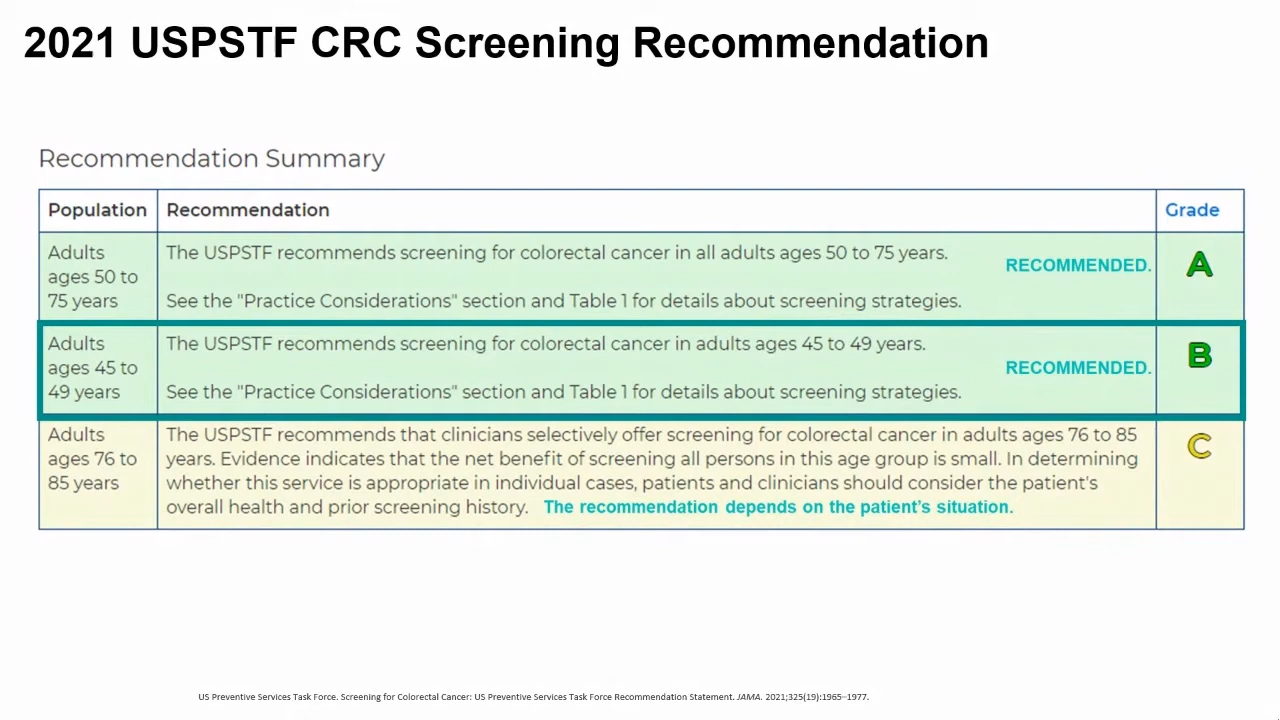 2021 USPSTF CRC Screening Recommendation
Recommendation Summary
Population Recommendation Grade
Adults
ages 50 to
75 years
The USPSTF recommends screening for colorectal cancer in all adults ages 50 to 75 years.
RECOMMENDED.
See the "Practice Considerations" section and Table 1 for details about screening strategies.
A
Adults
ages 45 to
49 years
The USPSTF recommends screening for colorectal cancer in adults ages 45 to 49 years.
RECOMMENDED.
See the "Practice Considerations" section and Table 1 for details about screening strategies.
B
Adults
ages 76 to
85 years
The USPSTF recommends that clinicians selectively offer screening for colorectal cancer in adults ages 76 to 85
years. Evidence indicates that the net benefit of screening all persons in this age group is small. In determining
whether this service is appropriate in individual cases, patients and clinicians should consider the patient's
overall health and prior screening history. The recommendation depends on the patient’s situation.
C
US Preventive Services Task Force. Screening for Colorectal Cancer: US Preventive Services Task Force Recommendation Statement. JAMA. 2021;325(19):1965–1977.